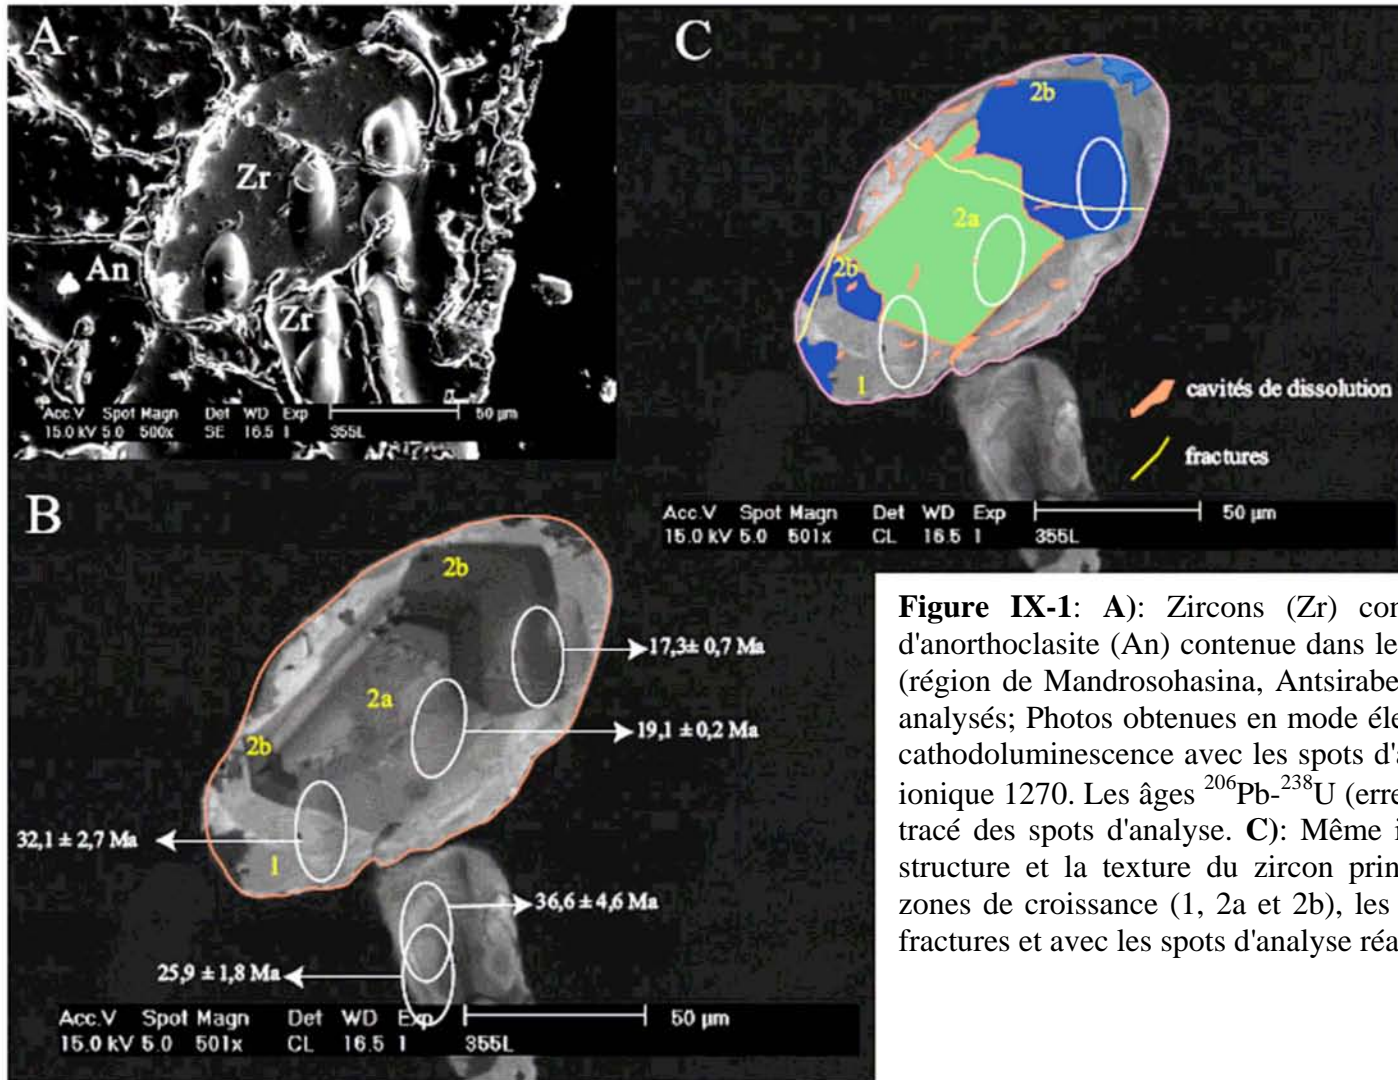 A
Zr
An
Zr
Acc.V Spot Magn Det WD Exp 50 µm
15.0 kV 5.0 500x SE 16.5 1 355L
C
2b
2a
2b
1
cavités de dissolution
fractures
Acc.V Spot Magn Det WD Exp 50 µm
15.0 kV 5.0 501x CL 16.5 1 355L
B
2b
17,3± 0,7 Ma
2a
19,1 ± 0,2 Ma
2b
32,1 ± 2,7 Ma
1
36,6 ± 4,6 Ma
25,9 ± 1,8 Ma
Acc.V Spot Magn Det WD Exp 50 µm
15.0 kV 5.0 501x CL 16.5 1 355L
Figure IX-1: A): Zircons (Zr) con
d'anorthoclasite (An) contenue dans le
(région de Mandrosohasina, Antsirabe
analysés; Photos obtenues en mode éle
cathodoluminescence avec les spots d'a
ionique 1270. Les âges 206Pb-238U (erre
tracé des spots d'analyse. C): Même i
structure et la texture du zircon prin
zones de croissance (1, 2a et 2b), les
fractures et avec les spots d'analyse réa